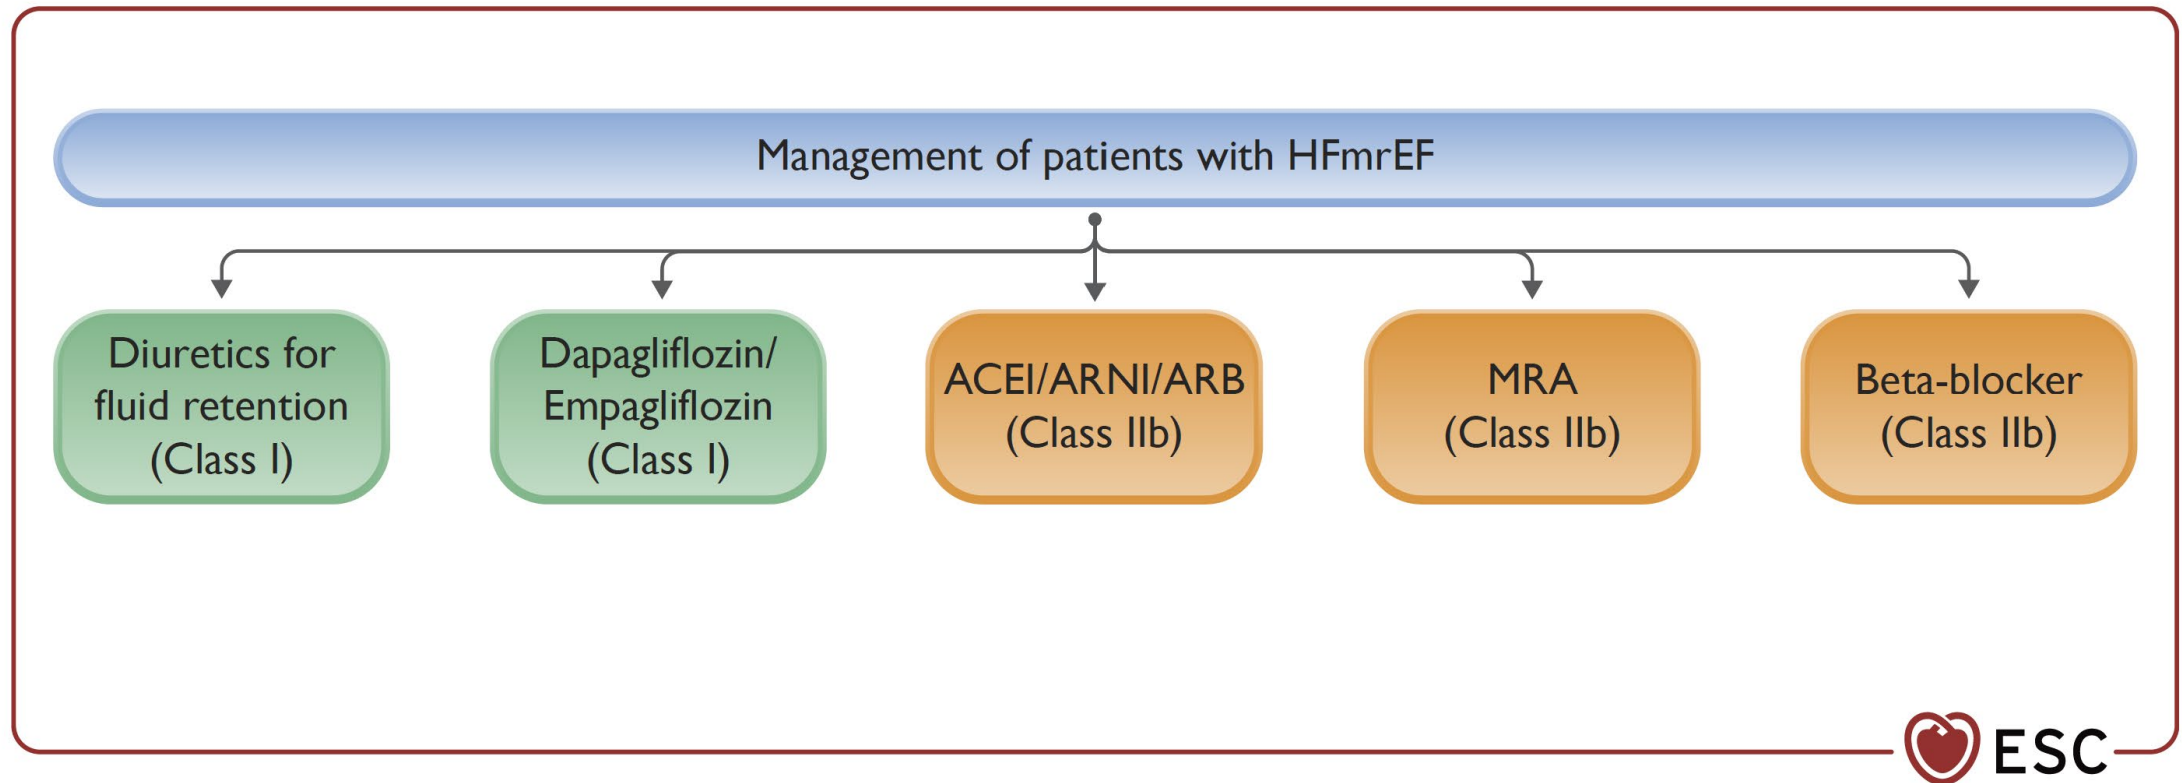 Management of patients with HFmrEF
Diuretics for
fluid retention
(Class I)
Dapagliflozin/
Empagliflozin
(Class I)
ACEI/ARNI/ARB
(Class IIb)
MRA
(Class IIb)
Beta-blocker
(Class IIb)
ESC